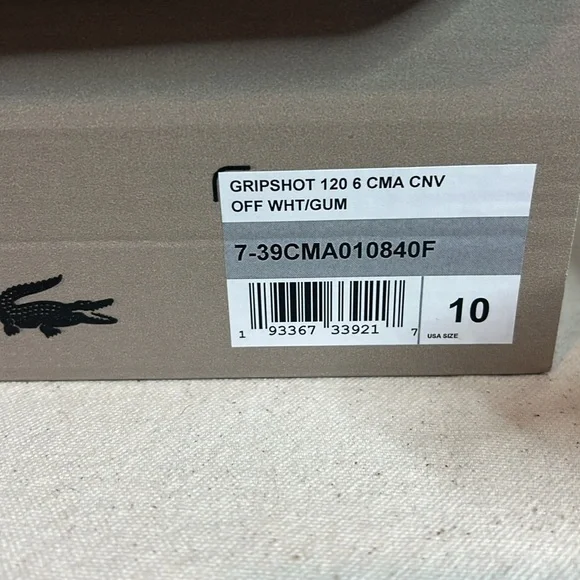 GRIPSHOT 120 6 CMA CNV
OFF WHT/GUM
7-39CMA010840F
1 93367 33921 7
10
USA SIZE